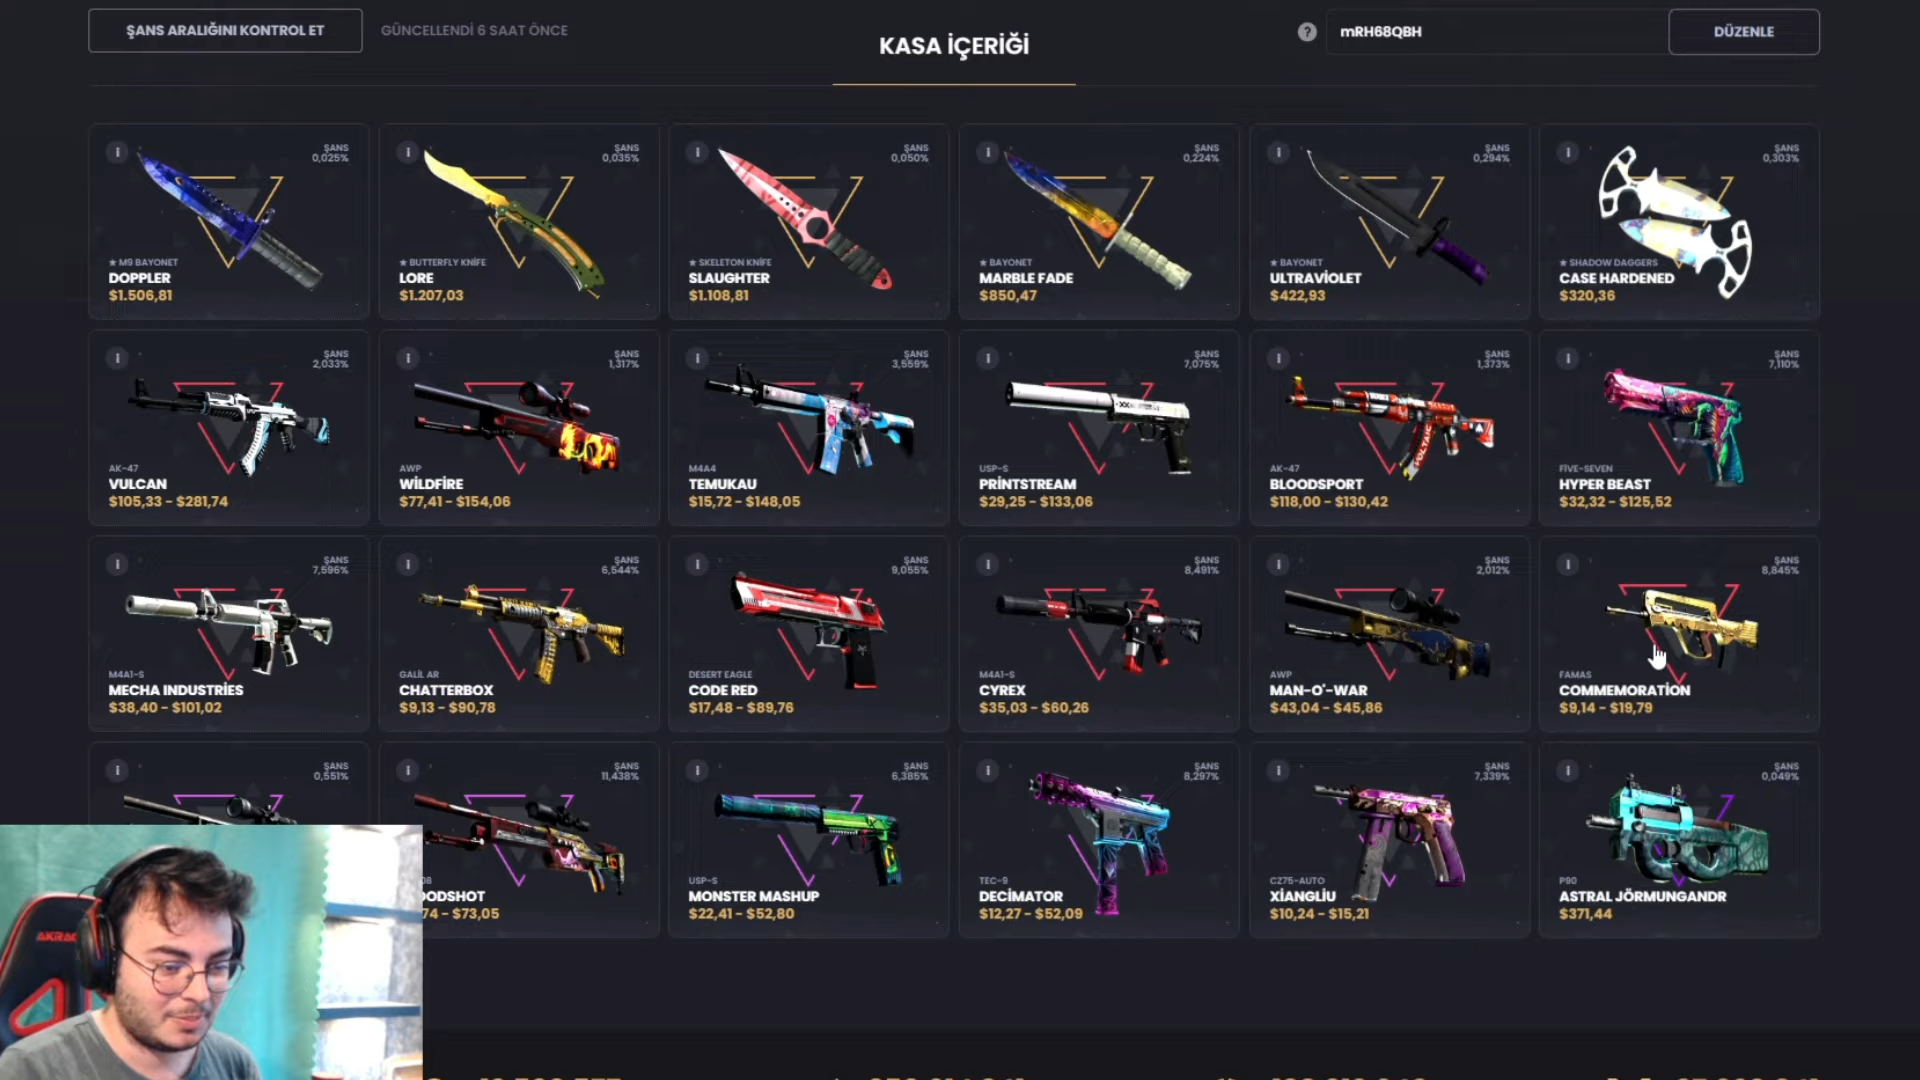 ŞANS ARALIĞINI KONTROL ET
GÜNCELLENDİ 6 SAAT ÖNCE
KASA İÇERİĞİ
mRH68QBH
DÜZENLE
ŞANS
0,025%
★ M9 BAYONET
DOPPLER
$1.506,81
ŞANS
0,035%
★ BUTTERFLY KNİFE
LORE
$1.207,03
ŞANS
0,050%
★ SKELETON KNİFE
SLAUGHTER
$1.108,81
ŞANS
0,224%
★ BAYONET
MARBLE FADE
$850,47
ŞANS
0,294%
★ BAYONET
ULTRAVİOLET
$422,93
ŞANS
0,303%
★ SHADOW DAGGERS
CASE HARDENED
$320,36
ŞANS
2,033%
AK-47
VULCAN
$105,33 - $281,74
ŞANS
1,317%
AWP
WİLDFİRE
$77,41 - $154,06
ŞANS
3,559%
M4A4
TEMUKAU
$15,72 - $148,05
ŞANS
7,075%
USP-S
PRİNTSTREAM
$29,25 - $133,06
ŞANS
1,373%
AK-47
BLOODSPORT
$118,00 - $130,42
ŞANS
7,110%
FİVE-SEVEN
HYPER BEAST
$32,32 - $125,52
ŞANS
7,596%
M4A1-S
MECHA INDUSTRİES
$38,40 - $101,02
ŞANS
6,544%
GALİL AR
CHATTERBOX
$9,13 - $90,78
ŞANS
9,055%
DESERT EAGLE
CODE RED
$17,48 - $89,76
ŞANS
8,491%
M4A1-S
CYREX
$35,03 - $60,26
ŞANS
2,012%
AWP
MAN-O'-WAR
$43,04 - $45,86
ŞANS
8,845%
FAMAS
COMMEMORATİON
$9,14 - $19,79
ŞANS
0,551%
ŞANS
11,438%
08
OODSHOT
74 - $73,05
ŞANS
6,385%
USP-S
MONSTER MASHUP
$22,41 - $52,80
ŞANS
8,297%
TEC-9
DECİMATOR
$12,27 - $52,09
ŞANS
7,339%
CZ75-AUTO
XİANGLİU
$10,24 - $15,21
ŞANS
0,049%
P90
ASTRAL JÖRMUNGANDR
$371,44